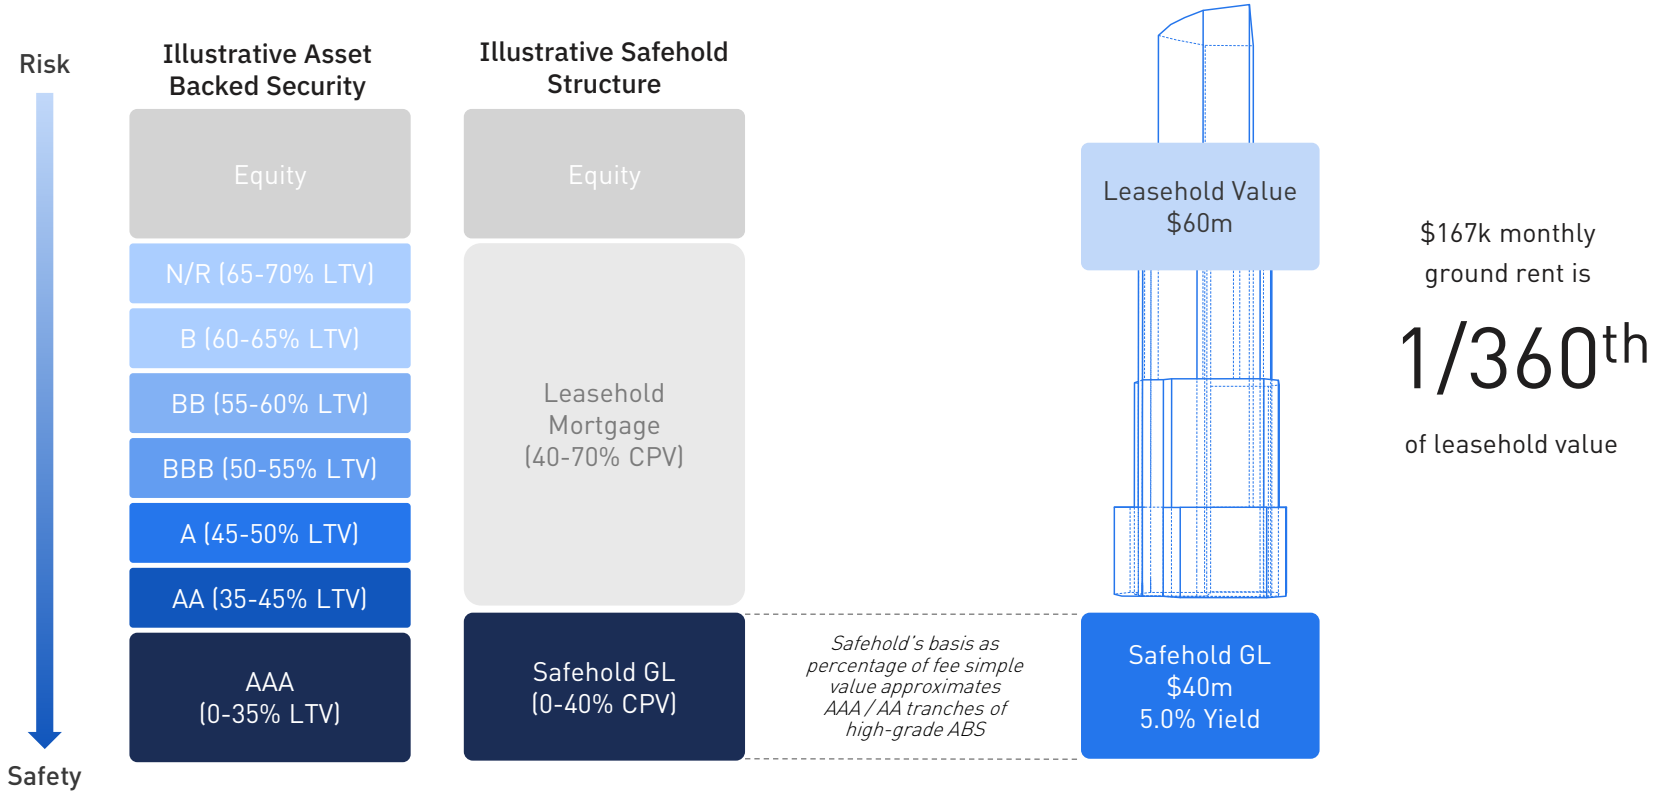 Risk
Safety
Illustrative Asset
Backed Security
Equity
N/R (65-70% LTV)
B (60-65% LTV)
BB (55-60% LTV)
BBB (50-55% LTV)
A (45-50% LTV)
AA (35-45% LTV)
AAA
(0-35% LTV)
Illustrative Safehold
Structure
Equity
Leasehold
Mortgage
(40-70% CPV)
Safehold GL
(0-40% CPV)
Safehold's basis as
percentage of fee simple
value approximates
AAA / AA tranches of
high-grade ABS
Leasehold Value
$60m
Safehold GL
$40m
5.0% Yield
$167k monthly
ground rent is
1/360th
of leasehold value